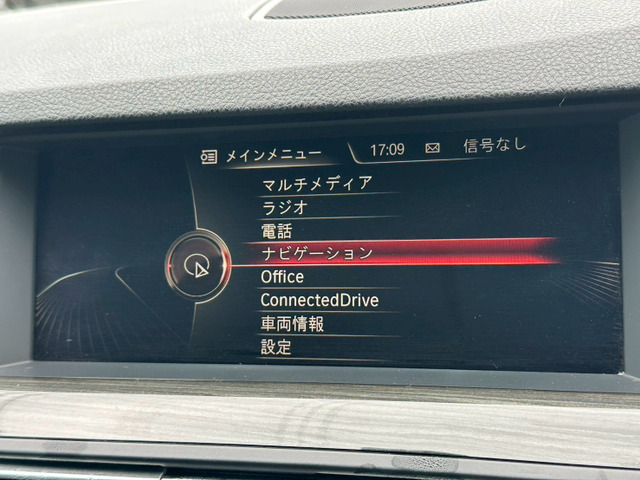 メインメニュー 17:09 信号なし
マルチメディア
ラジオ
電話
ナビゲーション
Office
ConnectedDrive
車両情報
設定